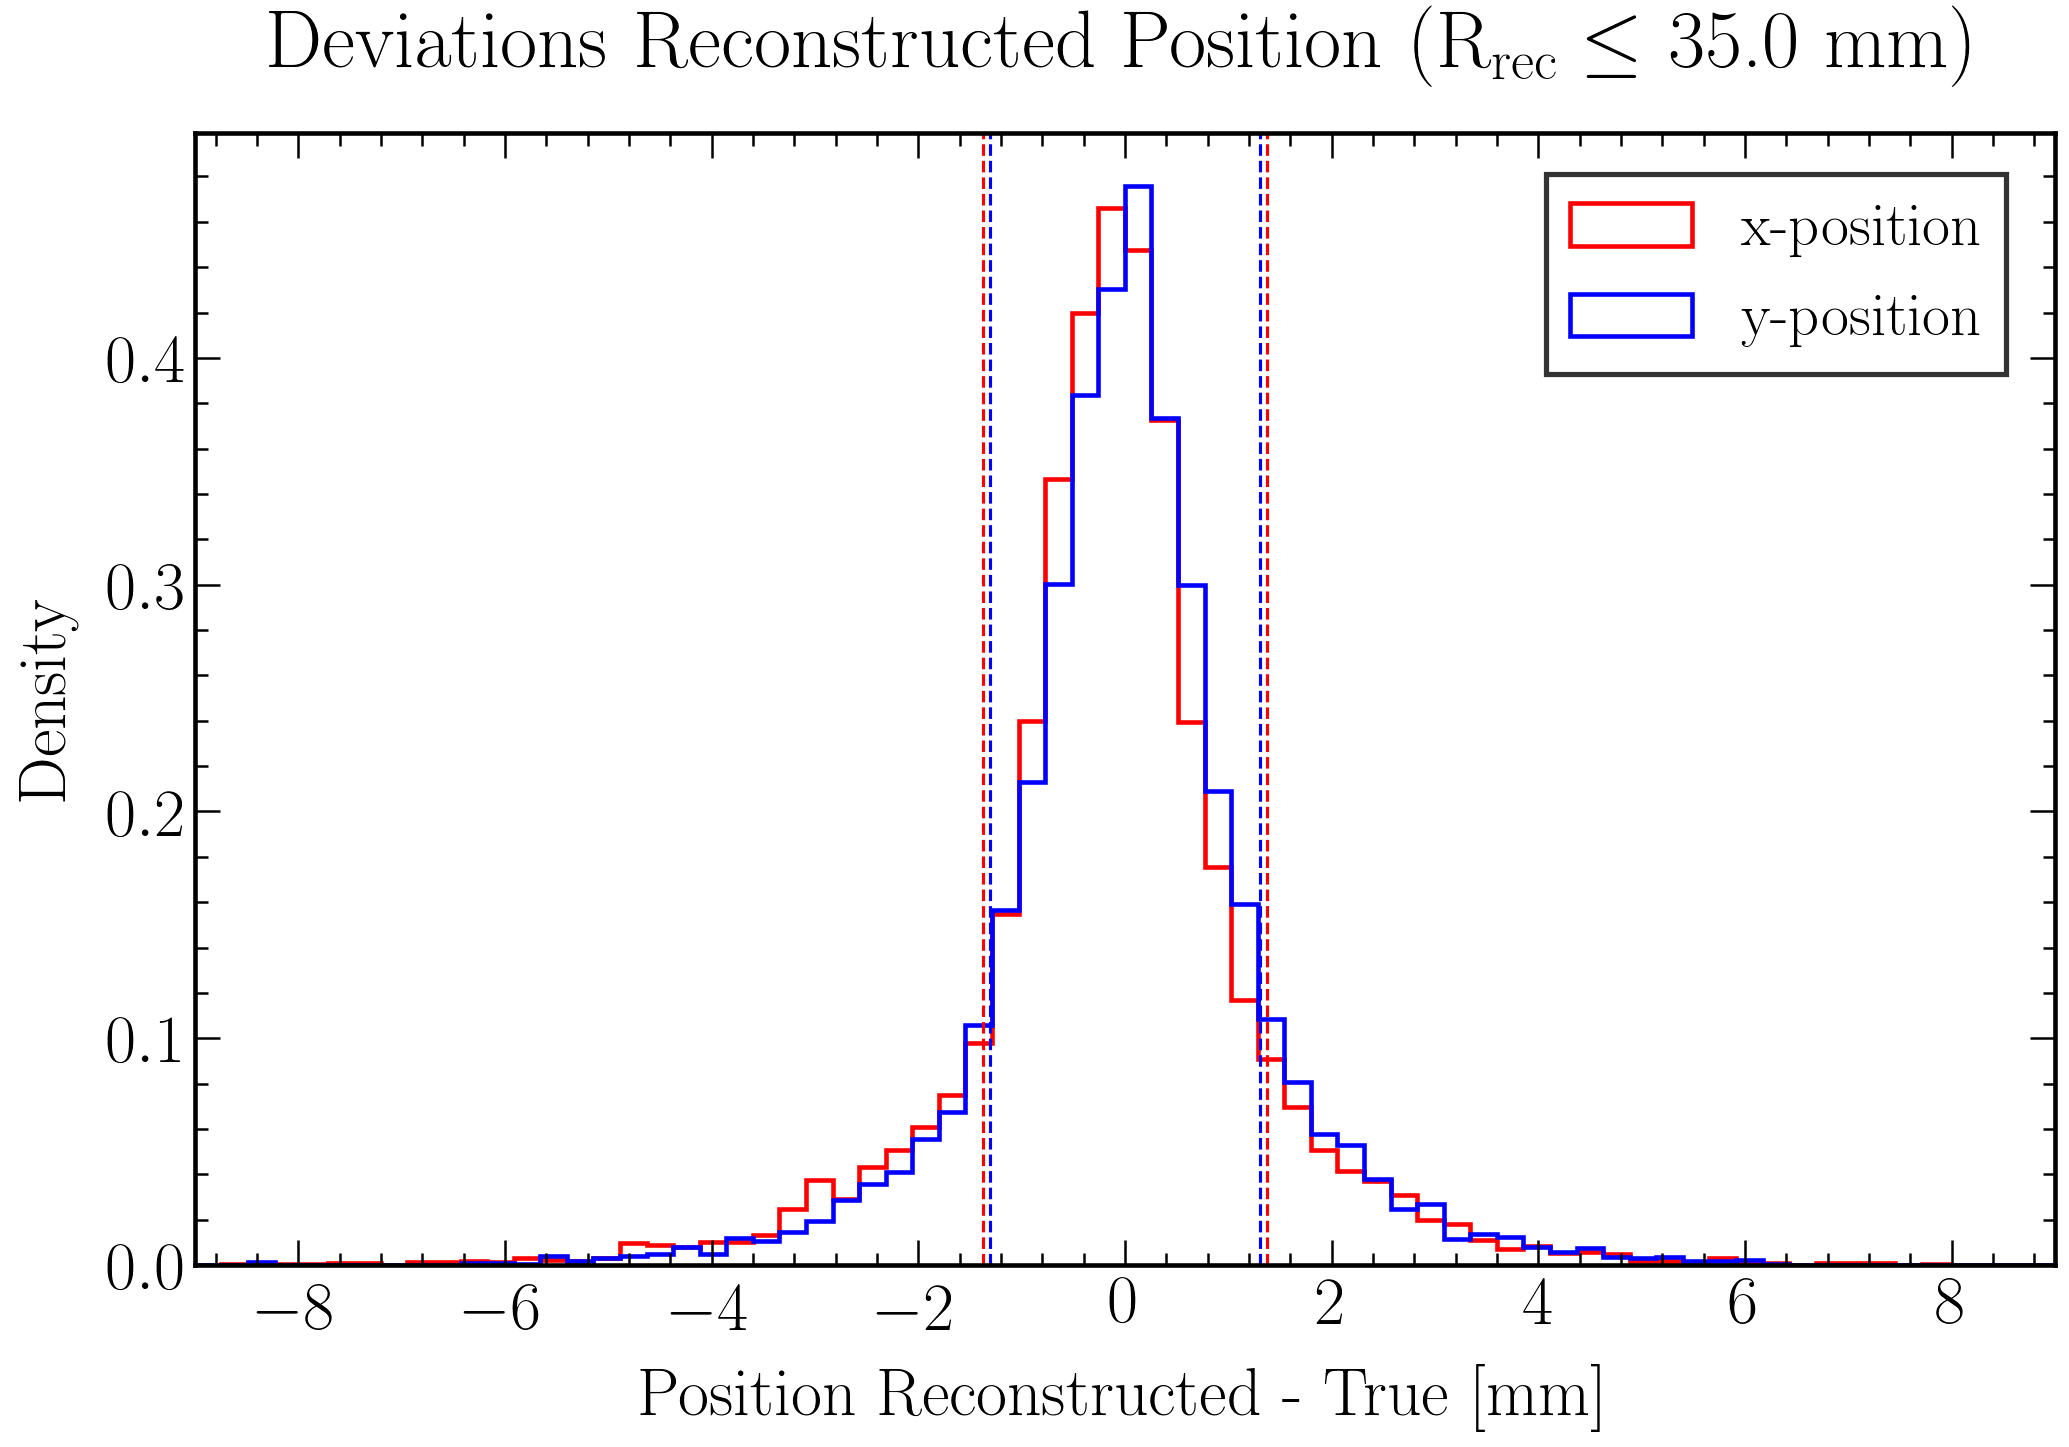 Deviations Reconstructed Position (R_rec ≤ 35.0 mm)
x-position
y-position
0.4
0.3
0.2
0.1
0.0
Density
−8 −6 −4 −2 0 2 4 6 8
Position Reconstructed - True [mm]